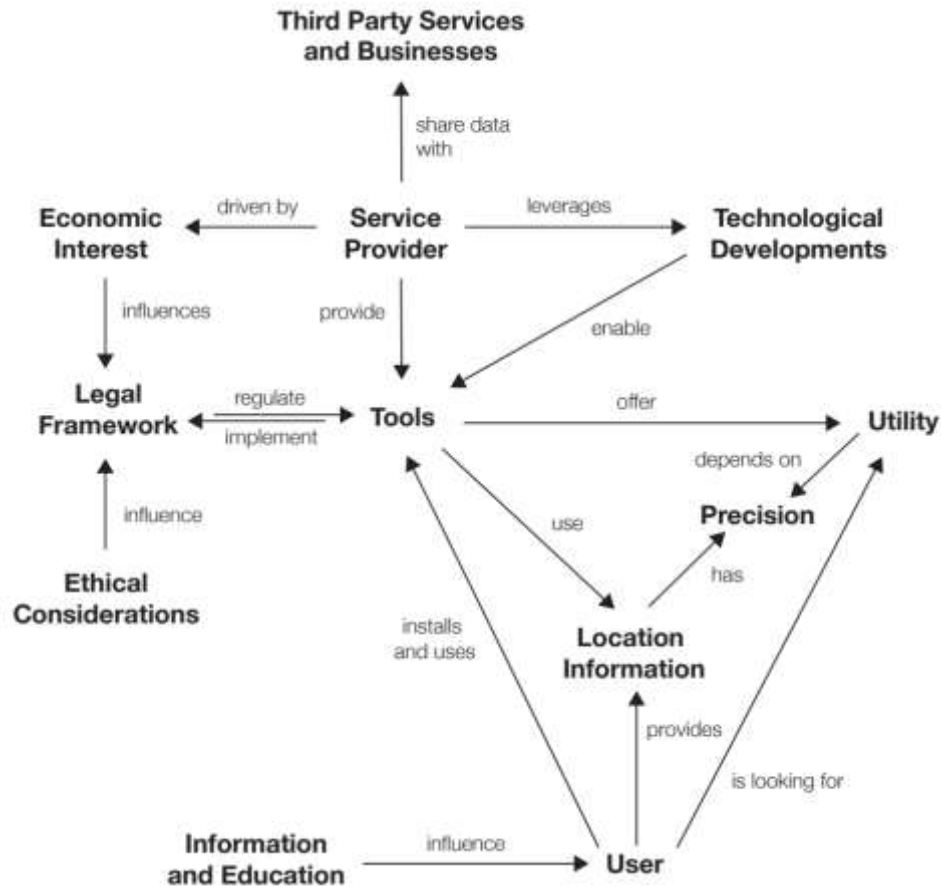 Third Party Services
and Businesses
share data
with
driven by
leverages
Economic
Interest
Service
Provider
Technological
Developments
influences
provide
enable
Legal
Framework
regulate
implement
Tools
offer
Utility
depends on
influence
use
Precision
has
Ethical
Considerations
installs
and uses
Location
Information
provides
is looking for
Information
and Education
influence
User